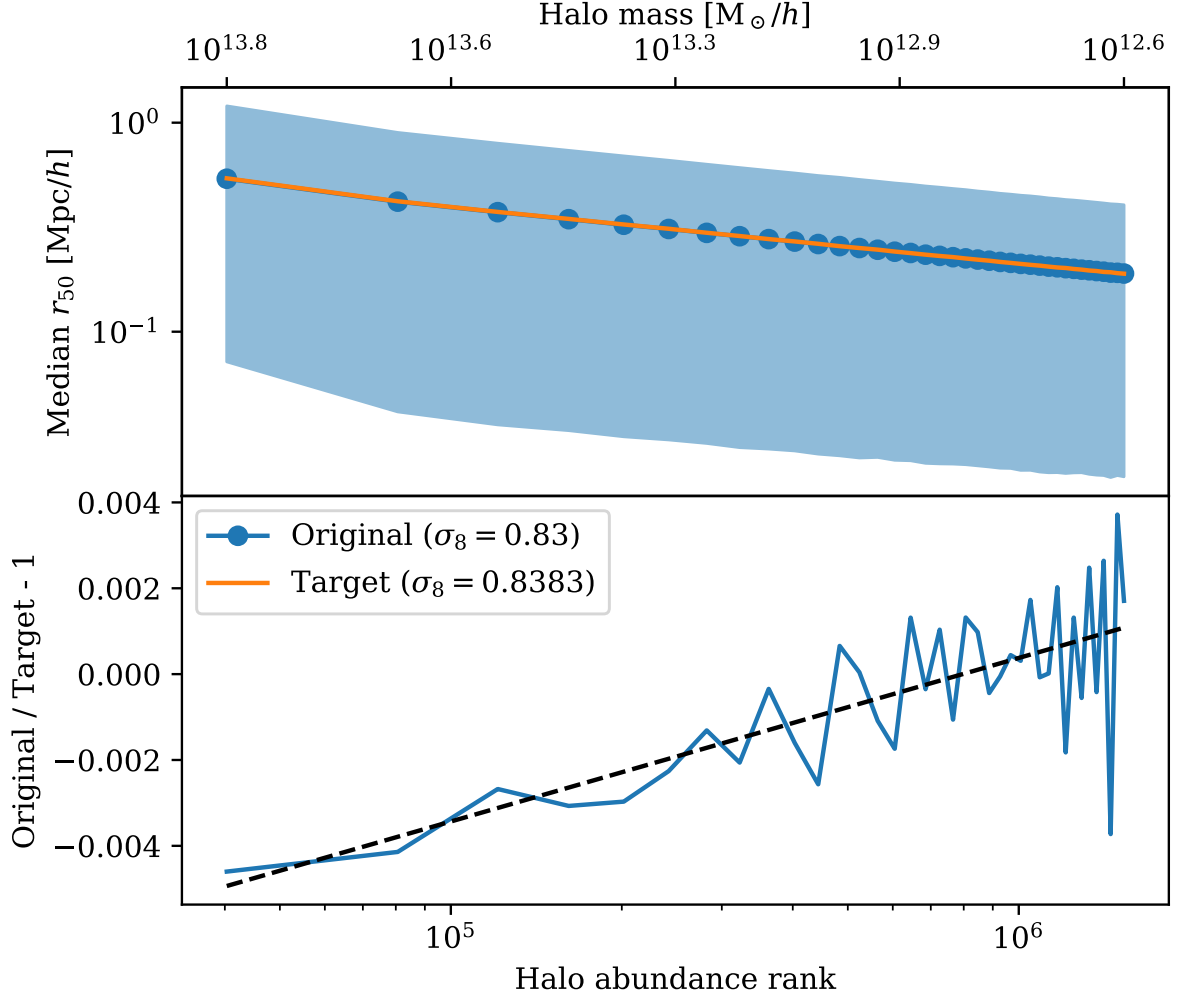 Halo mass [M⊙/h]
10^13.8 10^13.6 10^13.3 10^12.9 10^12.6
10^0
10^−1
Median r50 [Mpc/h]
0.004
0.002
0.000
−0.002
−0.004
Original / Target - 1
Original (σ8 = 0.83)
Target (σ8 = 0.8383)
10^5 10^6
Halo abundance rank